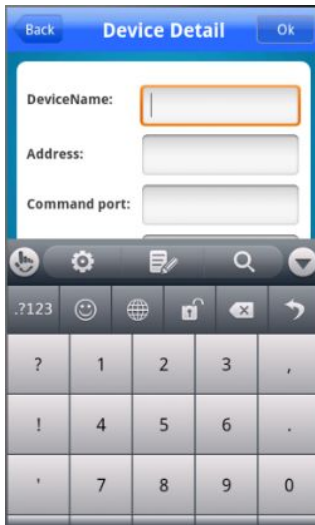 Back Device Detail Ok
DeviceName:
Address:
Command port:
.?123
? 1 2 3 ,
! 4 5 6 .
' 7 8 9 0